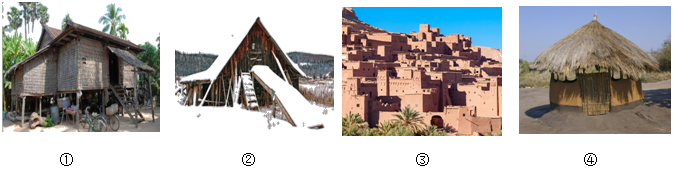 ① ② ③ ④